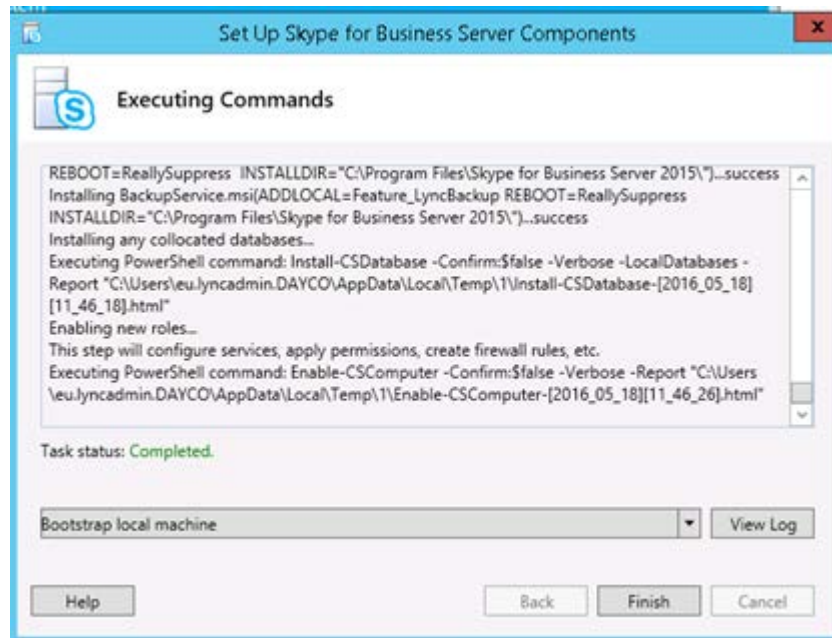 Set Up Skype for Business Server Components
x
S
Executing Commands
REBOOT=ReallySuppress INSTALLDIR="C:\Program Files\Skype for Business Server 2015\")...success
Installing BackupService.msi(ADDLOCAL=Feature_LyncBackup REBOOT=ReallySuppress
INSTALLDIR="C:\Program Files\Skype for Business Server 2015\")...success
Installing any collocated databases...
Executing PowerShell command: Install-CSDatabase -Confirm:$false -Verbose -LocalDatabases -
Report "C:\Users\eu.lyncadmin.DAYCO\AppData\Local\Temp\1\Install-CSDatabase-[2016_05_18]
[11_46_18].html"
Enabling new roles...
This step will configure services, apply permissions, create firewall rules, etc.
Executing PowerShell command: Enable-CSComputer -Confirm:$false -Verbose -Report "C:\Users
\eu.lyncadmin.DAYCO\AppData\Local\Temp\1\Enable-CSComputer-[2016_05_18][11_46_26].html"
Task status: Completed.
Bootstrap local machine
View Log
Help
Back
Finish
Cancel